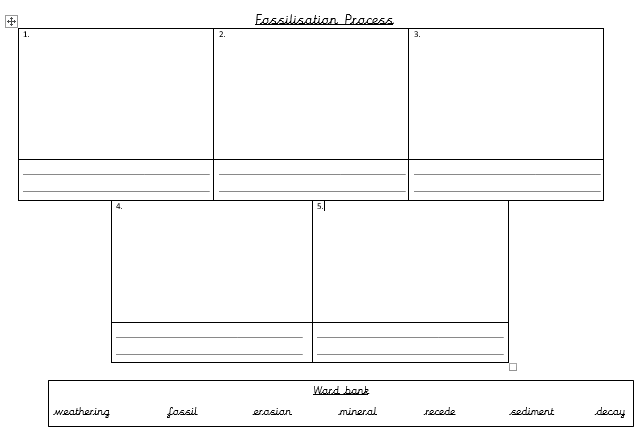 Fossilisation Process
1. 2. 3.
4. 5.
Word bank
weathering fossil erosion mineral recede sediment decay